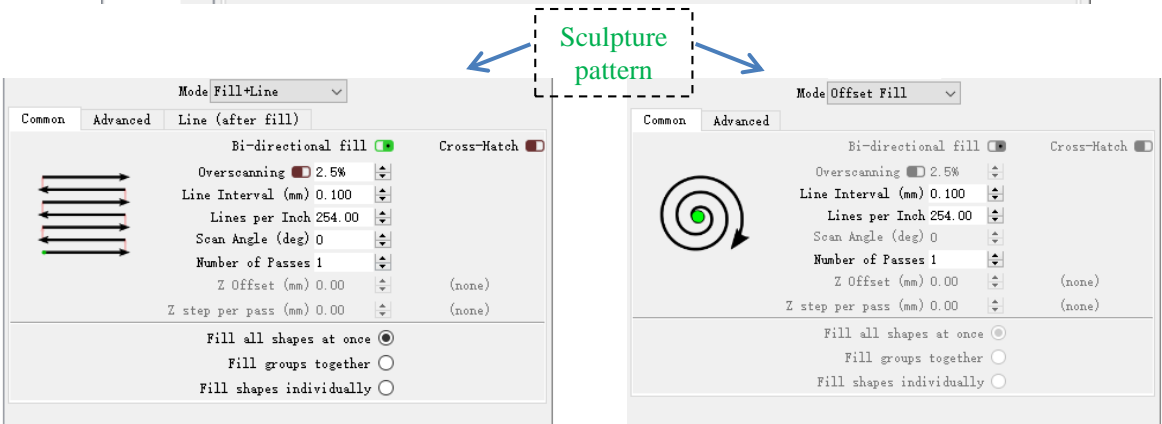 Sculpture
pattern
Mode Fill+Line
Common Advanced Line (after fill)
Bi-directional fill Cross-Hatch
Overscanning 2.5%
Line Interval (mm) 0.100
Lines per Inch 254.00
Scan Angle (deg) 0
Number of Passes 1
Z Offset (mm) 0.00 (none)
Z step per pass (mm) 0.00 (none)
Fill all shapes at once
Fill groups together
Fill shapes individually
Mode Offset Fill
Common Advanced
Bi-directional fill Cross-Hatch
Overscanning 2.5%
Line Interval (mm) 0.100
Lines per Inch 254.00
Scan Angle (deg) 0
Number of Passes 1
Z Offset (mm) 0.00 (none)
Z step per pass (mm) 0.00 (none)
Fill all shapes at once
Fill groups together
Fill shapes individually